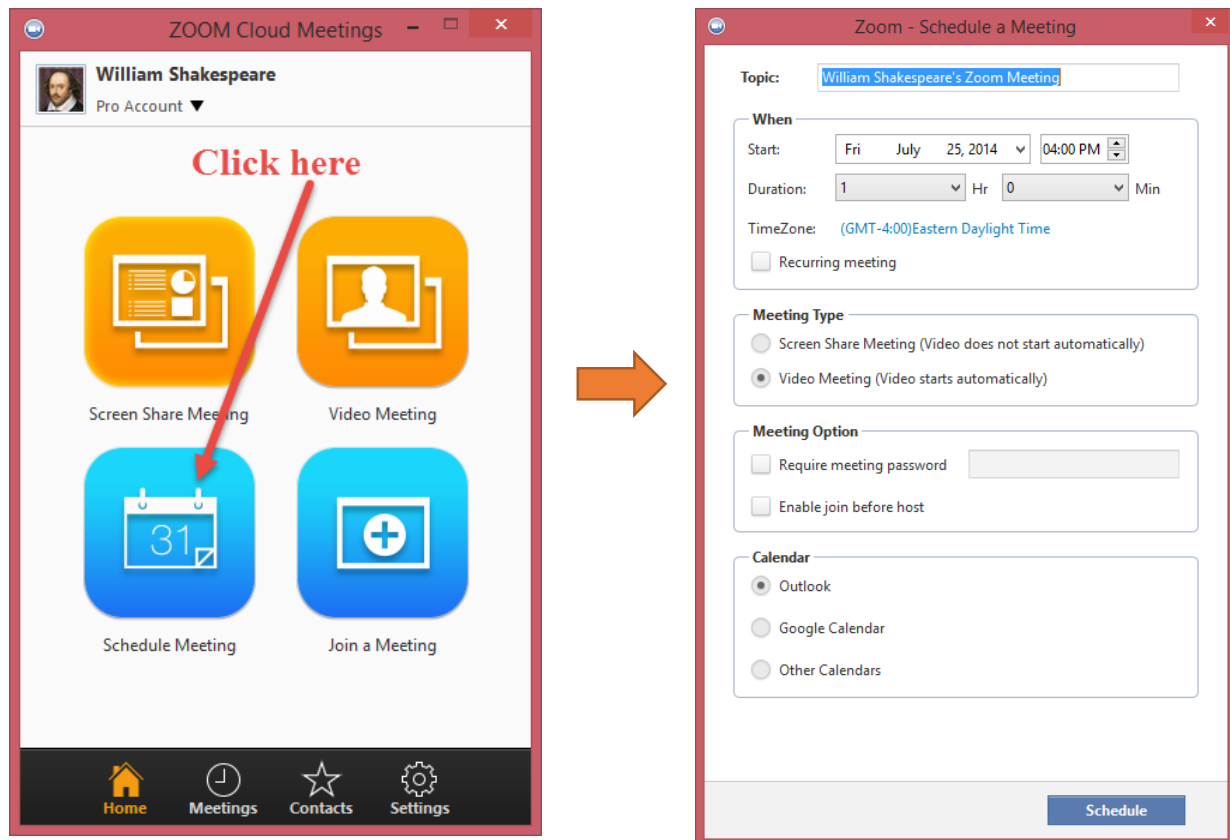 ZOOM Cloud Meetings
William Shakespeare
Pro Account ▼
Click here
Screen Share Meeting
Video Meeting
31
Schedule Meeting
Join a Meeting
Home
Meetings
Contacts
Settings
Zoom - Schedule a Meeting
Topic: William Shakespeare's Zoom Meeting
When
Start: Fri July 25, 2014 04:00 PM
Duration: 1 Hr 0 Min
TimeZone: (GMT-4:00)Eastern Daylight Time
Recurring meeting
Meeting Type
Screen Share Meeting (Video does not start automatically)
Video Meeting (Video starts automatically)
Meeting Option
Require meeting password
Enable join before host
Calendar
Outlook
Google Calendar
Other Calendars
Schedule